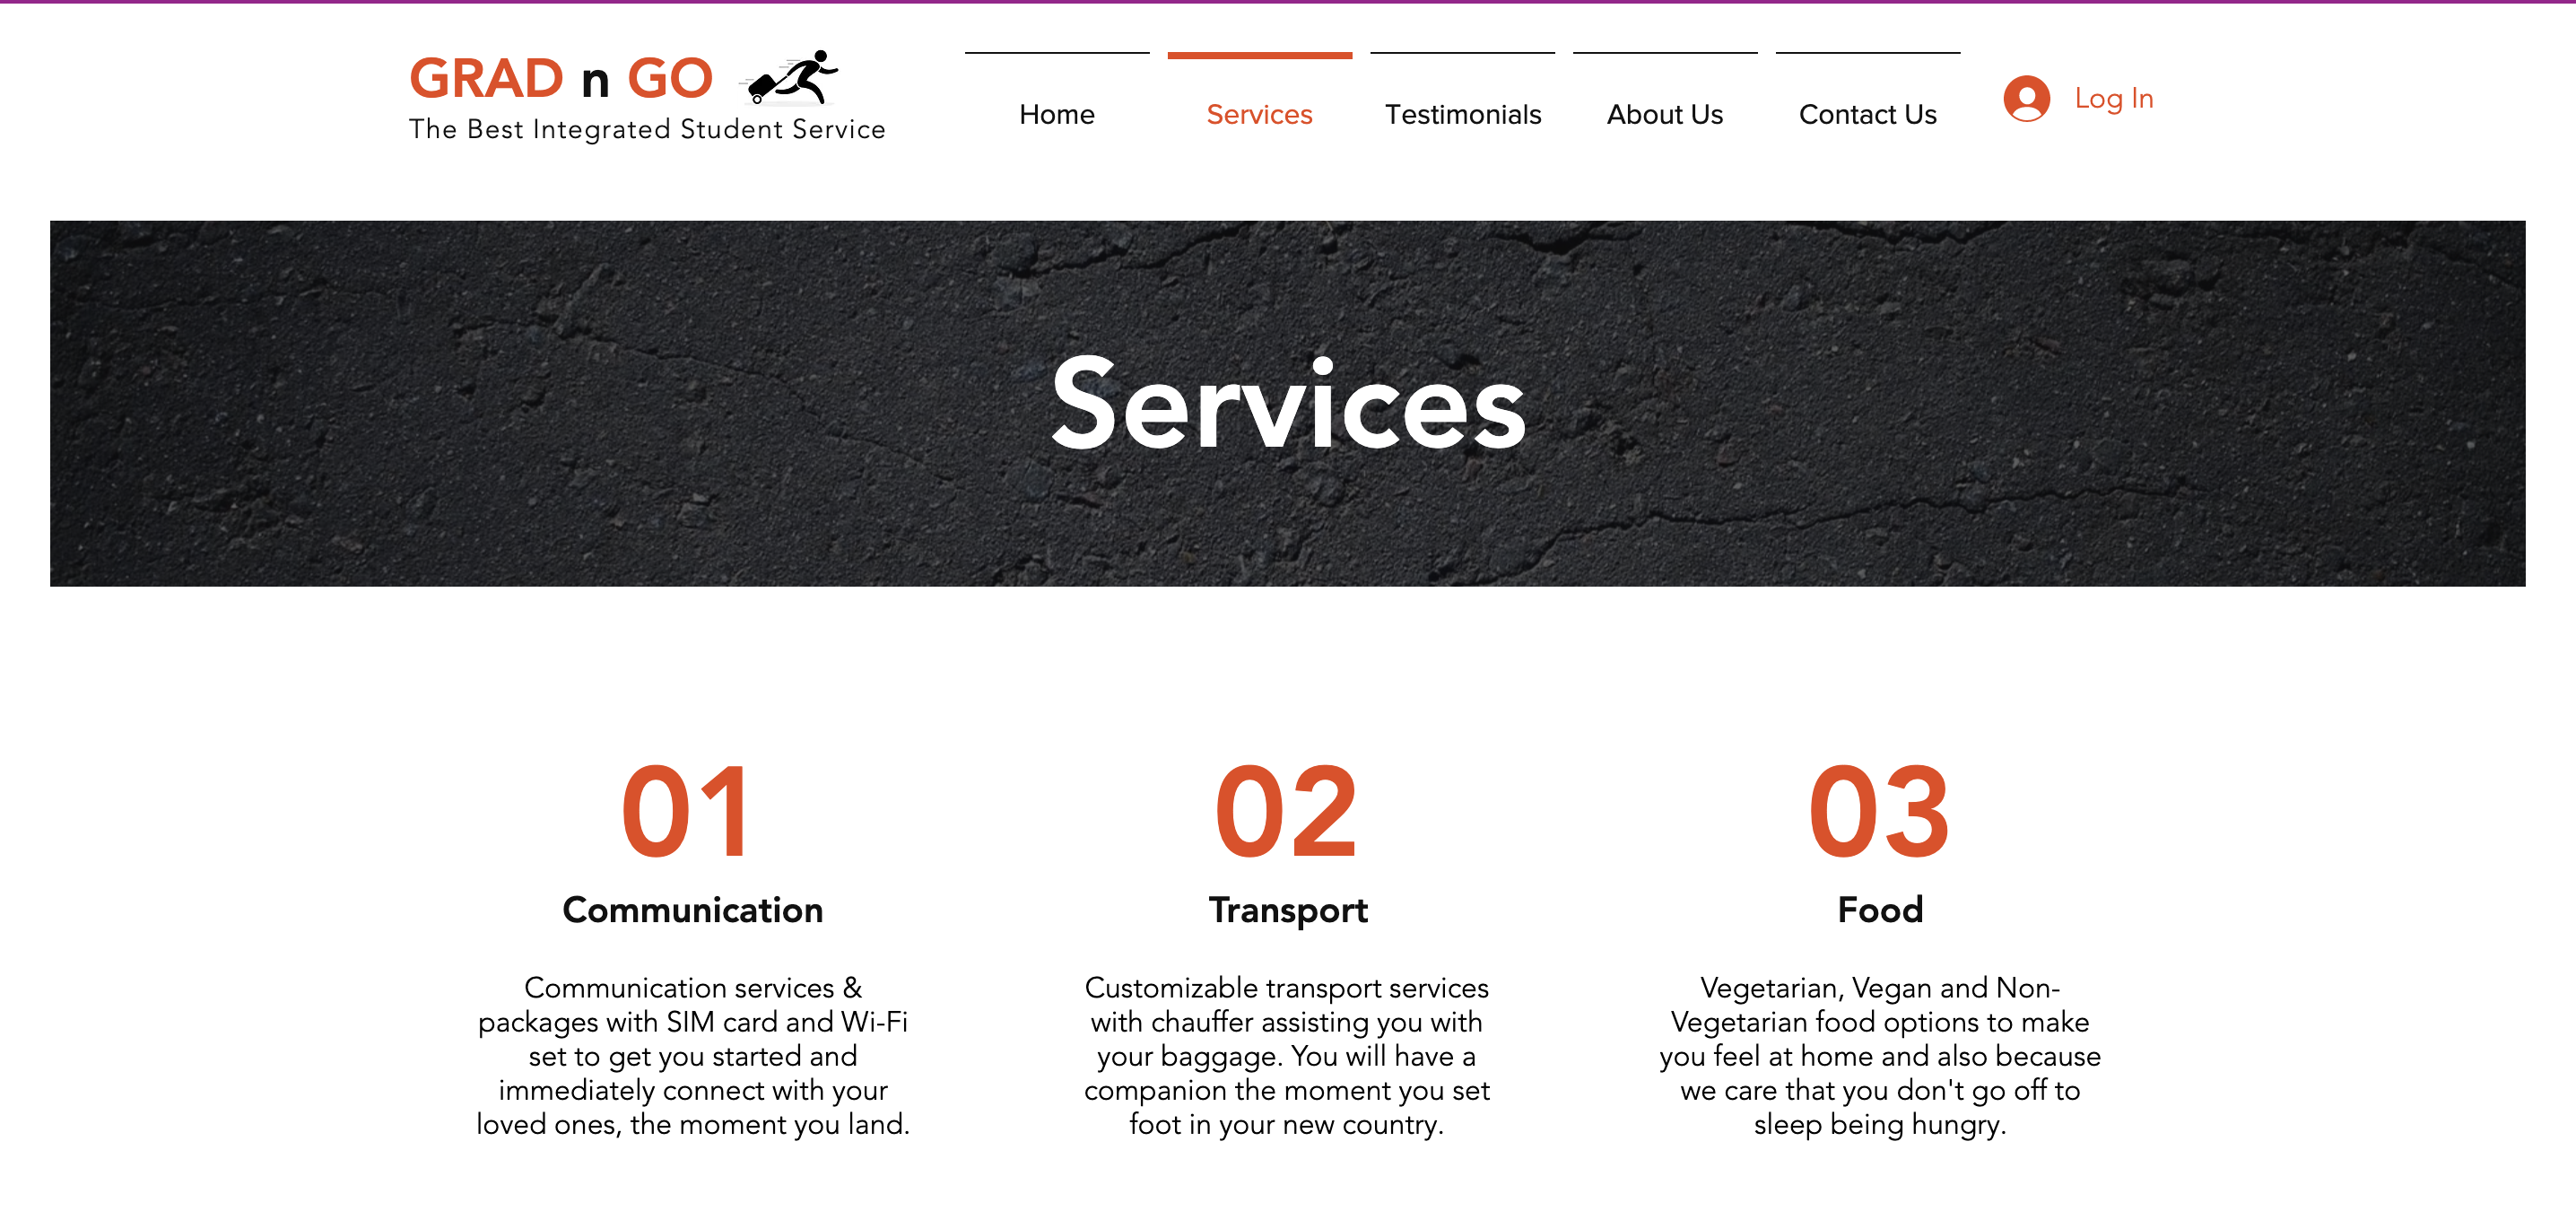 GRAD n GO
The Best Integrated Student Service
Home
Services
Testimonials
About Us
Contact Us
Log In
Services
01
Communication
Communication services &
packages with SIM card and Wi-Fi
set to get you started and
immediately connect with your
loved ones, the moment you land.
02
Transport
Customizable transport services
with chauffer assisting you with
your baggage. You will have a
companion the moment you set
foot in your new country.
03
Food
Vegetarian, Vegan and Non-
Vegetarian food options to make
you feel at home and also because
we care that you don't go off to
sleep being hungry.